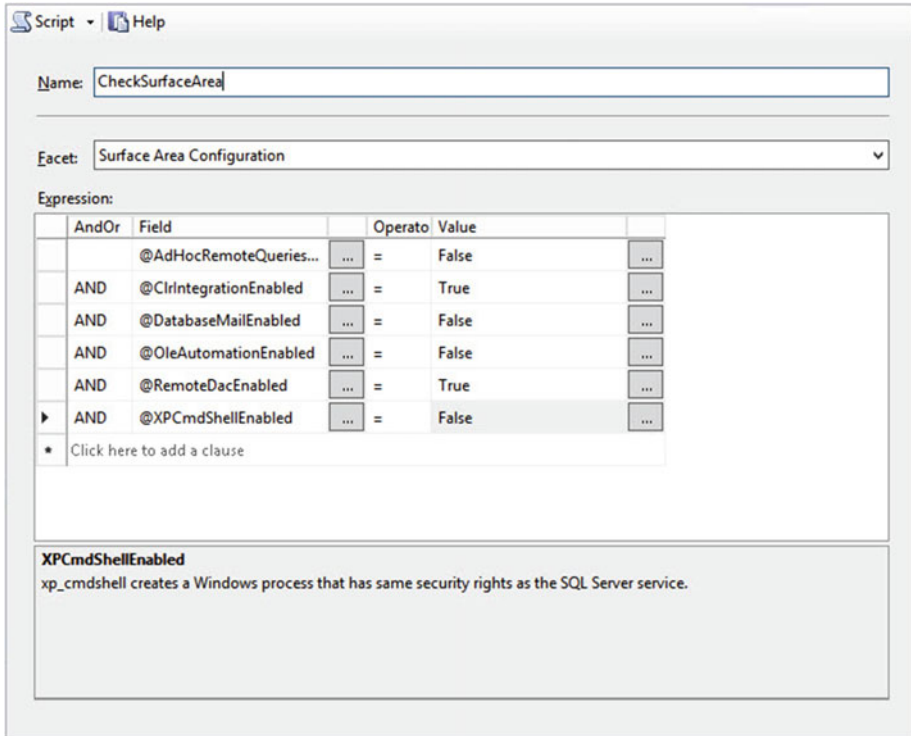 Script Help
Name: CheckSurfaceArea
Facet: Surface Area Configuration
Expression:
AndOr Field Operato Value
@AdHocRemoteQueries... ... = False ...
AND @ClrIntegrationEnabled ... = True ...
AND @DatabaseMailEnabled ... = False ...
AND @OleAutomationEnabled ... = False ...
AND @RemoteDacEnabled ... = True ...
AND @XPCmdShellEnabled ... = False ...
* Click here to add a clause
XPCmdShellEnabled
xp_cmdshell creates a Windows process that has same security rights as the SQL Server service.